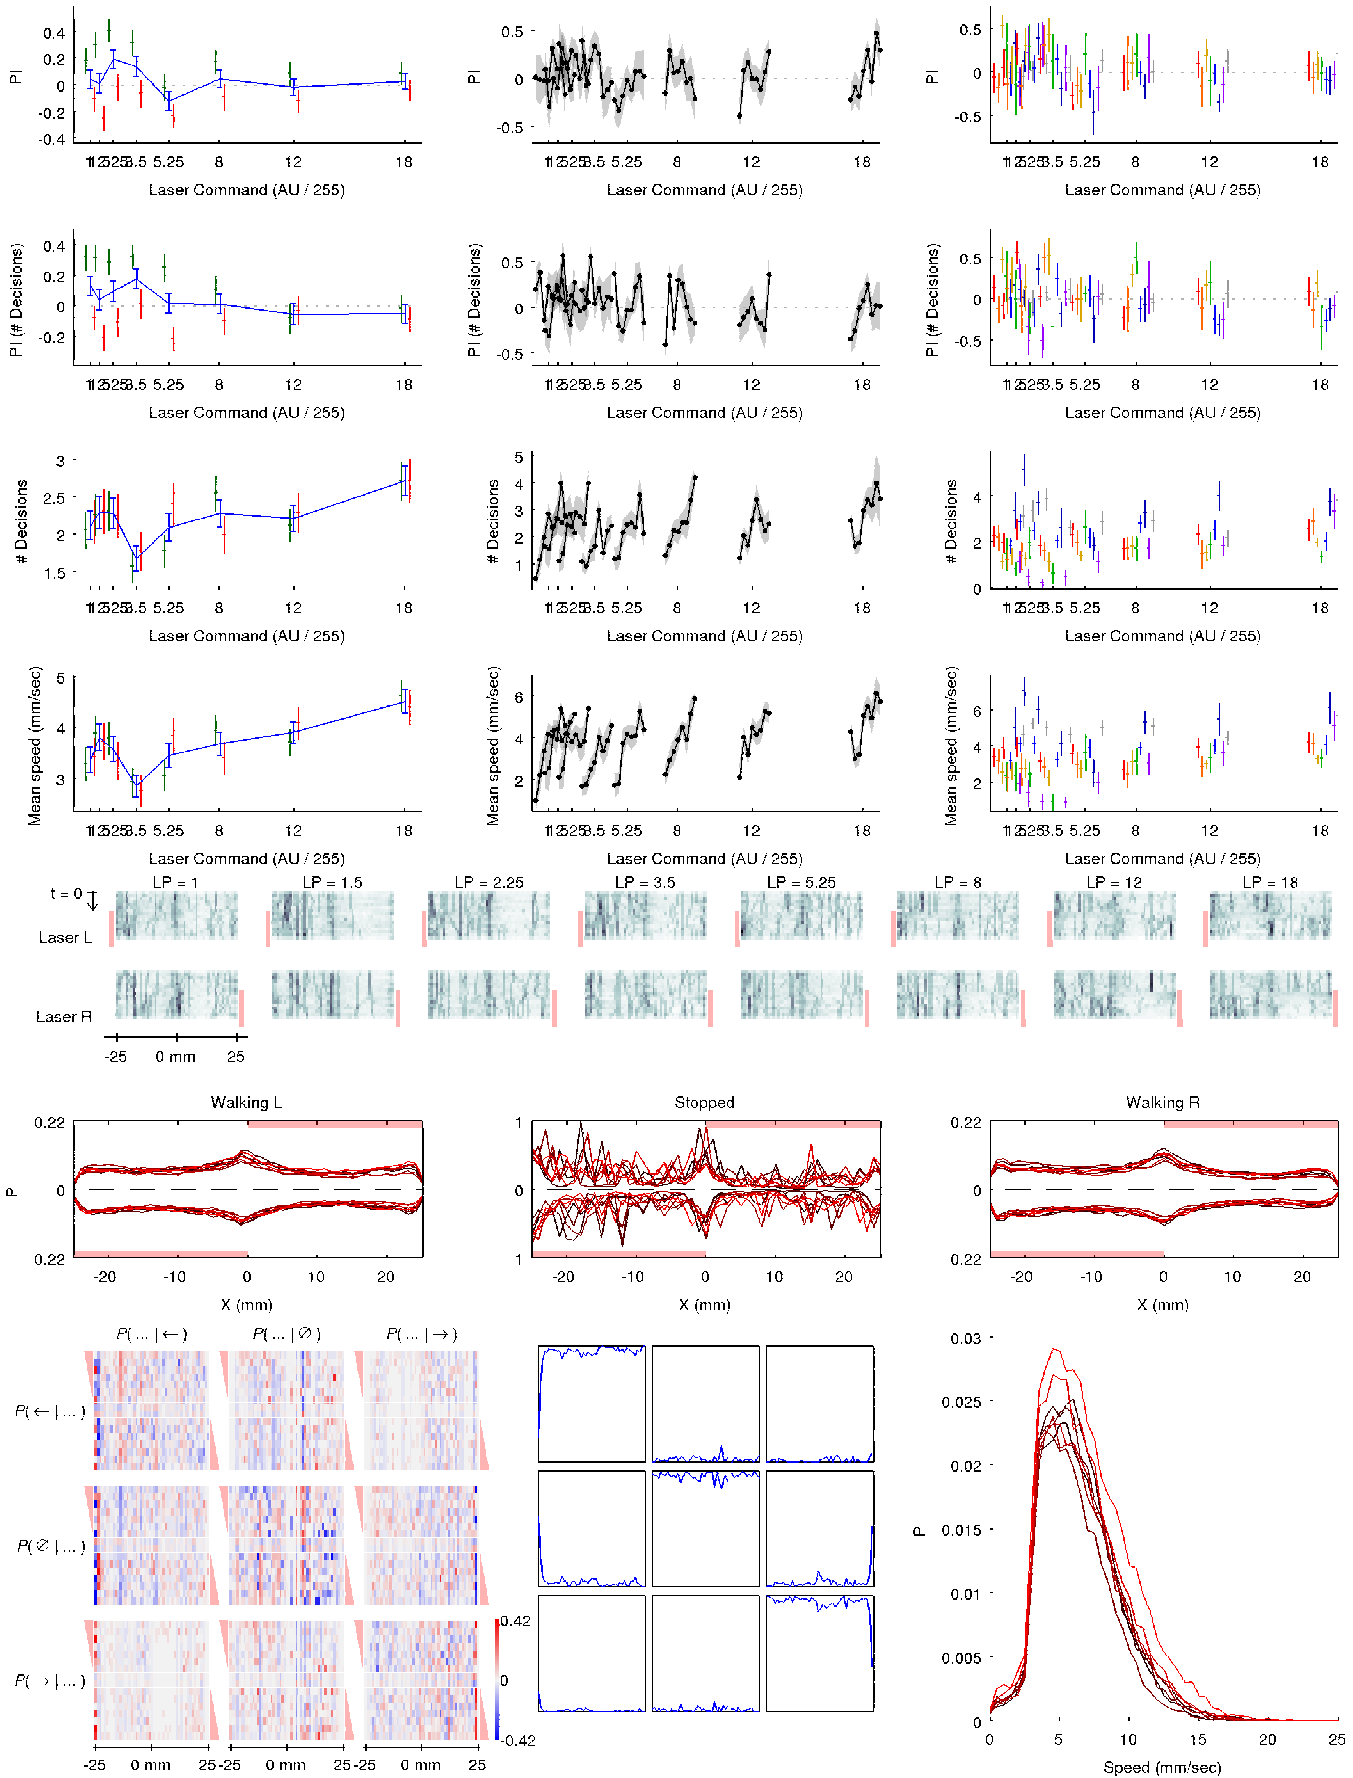 0.4
0.2
0
-0.2
-0.4
PI
8
12
18
Laser Command (AU / 255)
0.5
0
-0.5
PI
8
12
18
Laser Command (AU / 255)
0.5
0
-0.5
PI
8
12
18
Laser Command (AU / 255)
0.4
0.2
0
-0.2
PI (# Decisions)
8
12
18
Laser Command (AU / 255)
0.5
0
-0.5
PI (# Decisions)
8
12
18
Laser Command (AU / 255)
0.5
0
-0.5
PI (# Decisions)
8
12
18
Laser Command (AU / 255)
3
2.5
2
1.5
# Decisions
8
12
18
Laser Command (AU / 255)
5
4
3
2
1
# Decisions
8
12
18
Laser Command (AU / 255)
4
2
0
# Decisions
8
12
18
Laser Command (AU / 255)
5
4
3
Mean speed (mm/sec)
8
12
18
Laser Command (AU / 255)
6
4
2
Mean speed (mm/sec)
8
12
18
Laser Command (AU / 255)
6
4
2
Mean speed (mm/sec)
8
12
18
Laser Command (AU / 255)
LP = 1 LP = 1.5 LP = 2.25 LP = 3.5 LP = 5.25 LP = 8 LP = 12 LP = 18
t = 0
Laser L
Laser R
-25 0 mm 25
Walking L
0.22
0
0.22
P
-20 -10 0 10 20
X (mm)
Stopped
1
0
1
-20 -10 0 10 20
X (mm)
Walking R
0.22
0
0.22
-20 -10 0 10 20
X (mm)
P( ... | ← ) P( ... | ∅ ) P( ... | → )
P( ← | ... )
P( ∅ | ... )
P( → | ... )
0.42
0
-0.42
-25 0 mm 25 -25 0 mm 25 -25 0 mm 25
0.03
0.025
0.02
0.015
0.01
0.005
0
P
0 5 10 15 20 25
Speed (mm/sec)